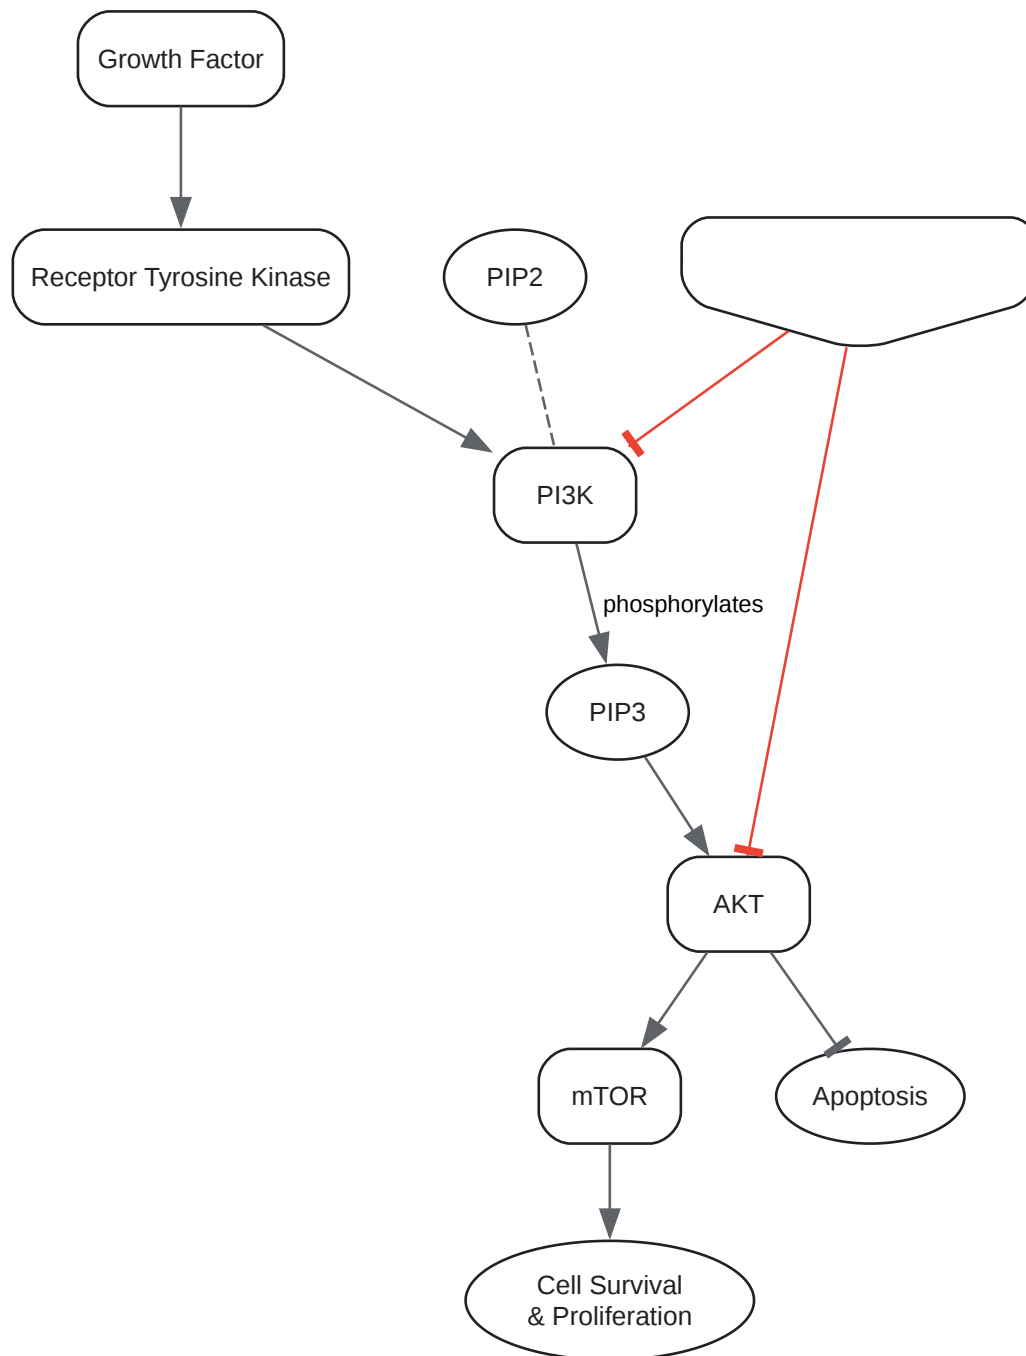 Growth Factor
Receptor Tyrosine Kinase
PIP2
PI3K
phosphorylates
PIP3
AKT
mTOR
Apoptosis
Cell Survival
& Proliferation